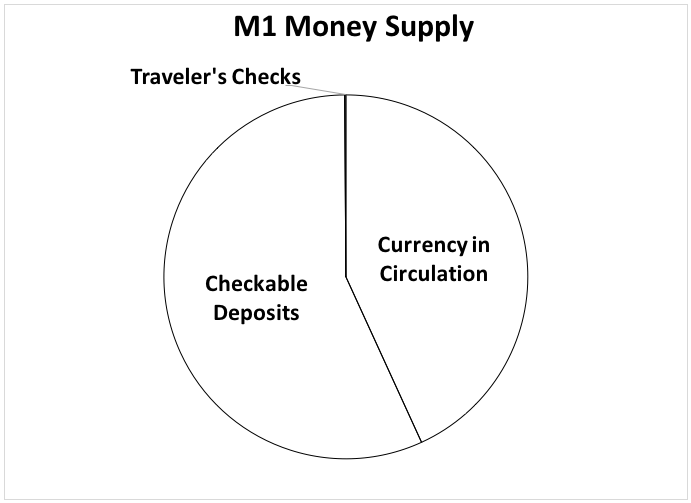 M1 Money Supply
Traveler's Checks
Currency in
Circulation
Checkable
Deposits